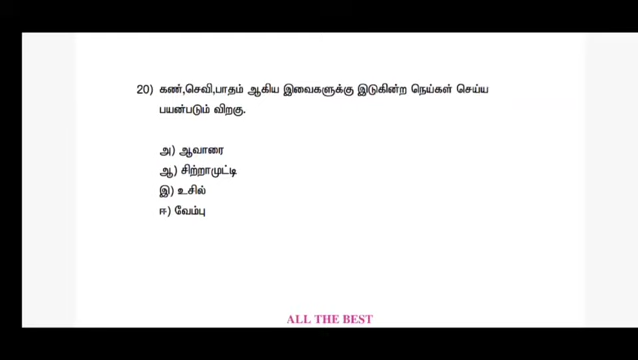 20) கண்,செவி,பாதம் ஆகிய இவைகளுக்கு இடுகின்ற நெய்கள் செய்ய
பயன்படும் விறகு.
அ) ஆவாரை
ஆ) சிற்றாமுட்டி
இ) உசில்
ஈ) வேம்பு
ALL THE BEST